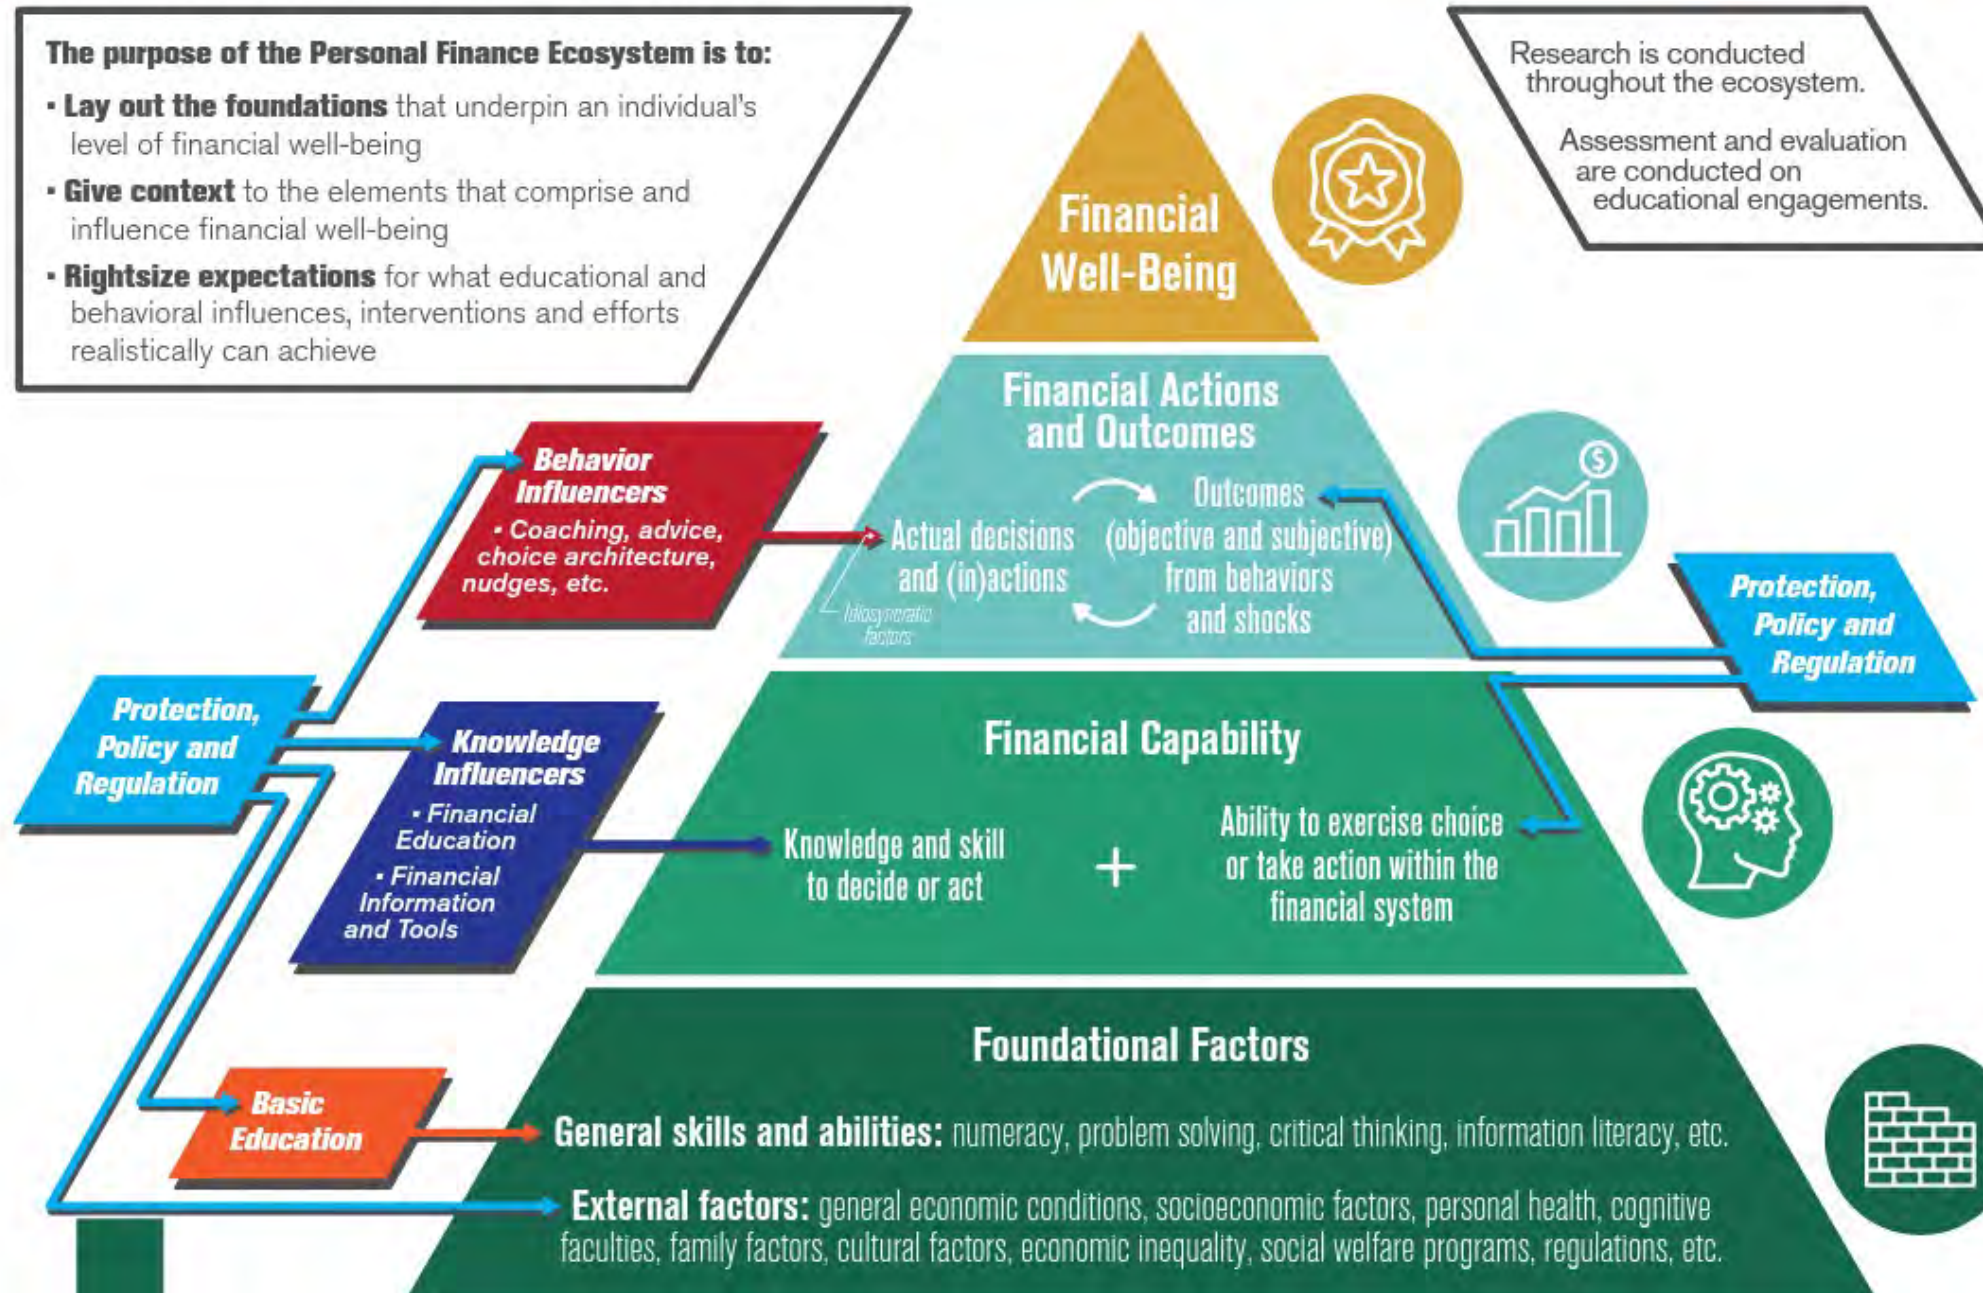 The purpose of the Personal Finance Ecosystem is to:
▪ Lay out the foundations that underpin an individual's
level of financial well-being
▪ Give context to the elements that comprise and
influence financial well-being
▪ Rightsize expectations for what educational and
behavioral influences, interventions and efforts
realistically can achieve
Research is conducted
throughout the ecosystem.
Assessment and evaluation
are conducted on
educational engagements.
Financial
Well-Being
Financial Actions
and Outcomes
Actual decisions
and (in)actions
Outcomes
(objective and subjective)
from behaviors
and shocks
Idiosyncratic
factors
$
Behavior
Influencers
▪ Coaching, advice,
choice architecture,
nudges, etc.
Protection,
Policy and
Regulation
Protection,
Policy and
Regulation
Knowledge
Influencers
▪ Financial
Education
▪ Financial
Information
and Tools
Financial Capability
Knowledge and skill
to decide or act
+
Ability to exercise choice
or take action within the
financial system
Basic
Education
Foundational Factors
General skills and abilities: numeracy, problem solving, critical thinking, information literacy, etc.
External factors: general economic conditions, socioeconomic factors, personal health, cognitive
faculties, family factors, cultural factors, economic inequality, social welfare programs, regulations, etc.